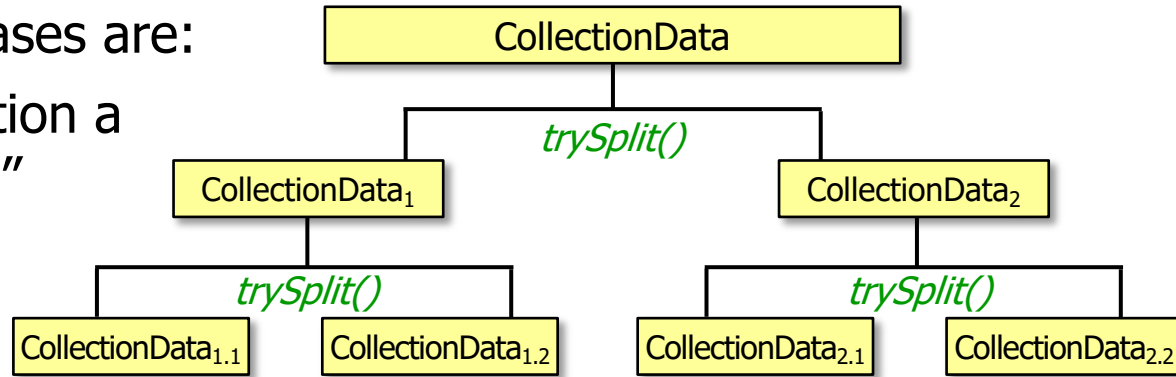 ases are:
CollectionData
tion a
trySplit()
"
CollectionData₁
CollectionData₂
trySplit()
trySplit()
CollectionData₁.₁
CollectionData₁.₂
CollectionData₂.₁
CollectionData₂.₂